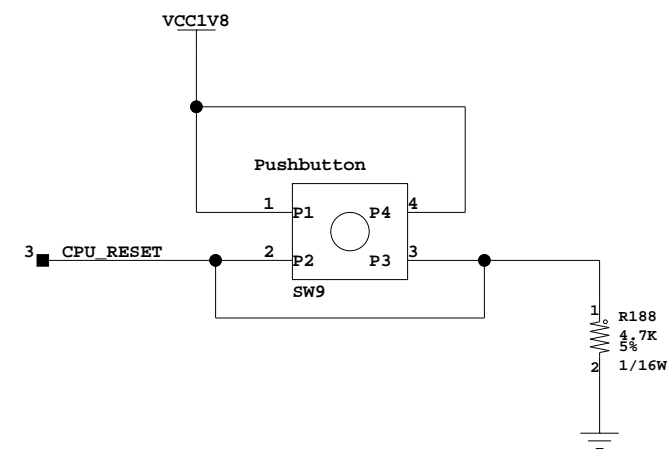 VCC1V8
Pushbutton
1 P1 P4 4
3 CPU_RESET 2 P2 P3 3
SW9
1 R188
4.7K
5%
2 1/16W